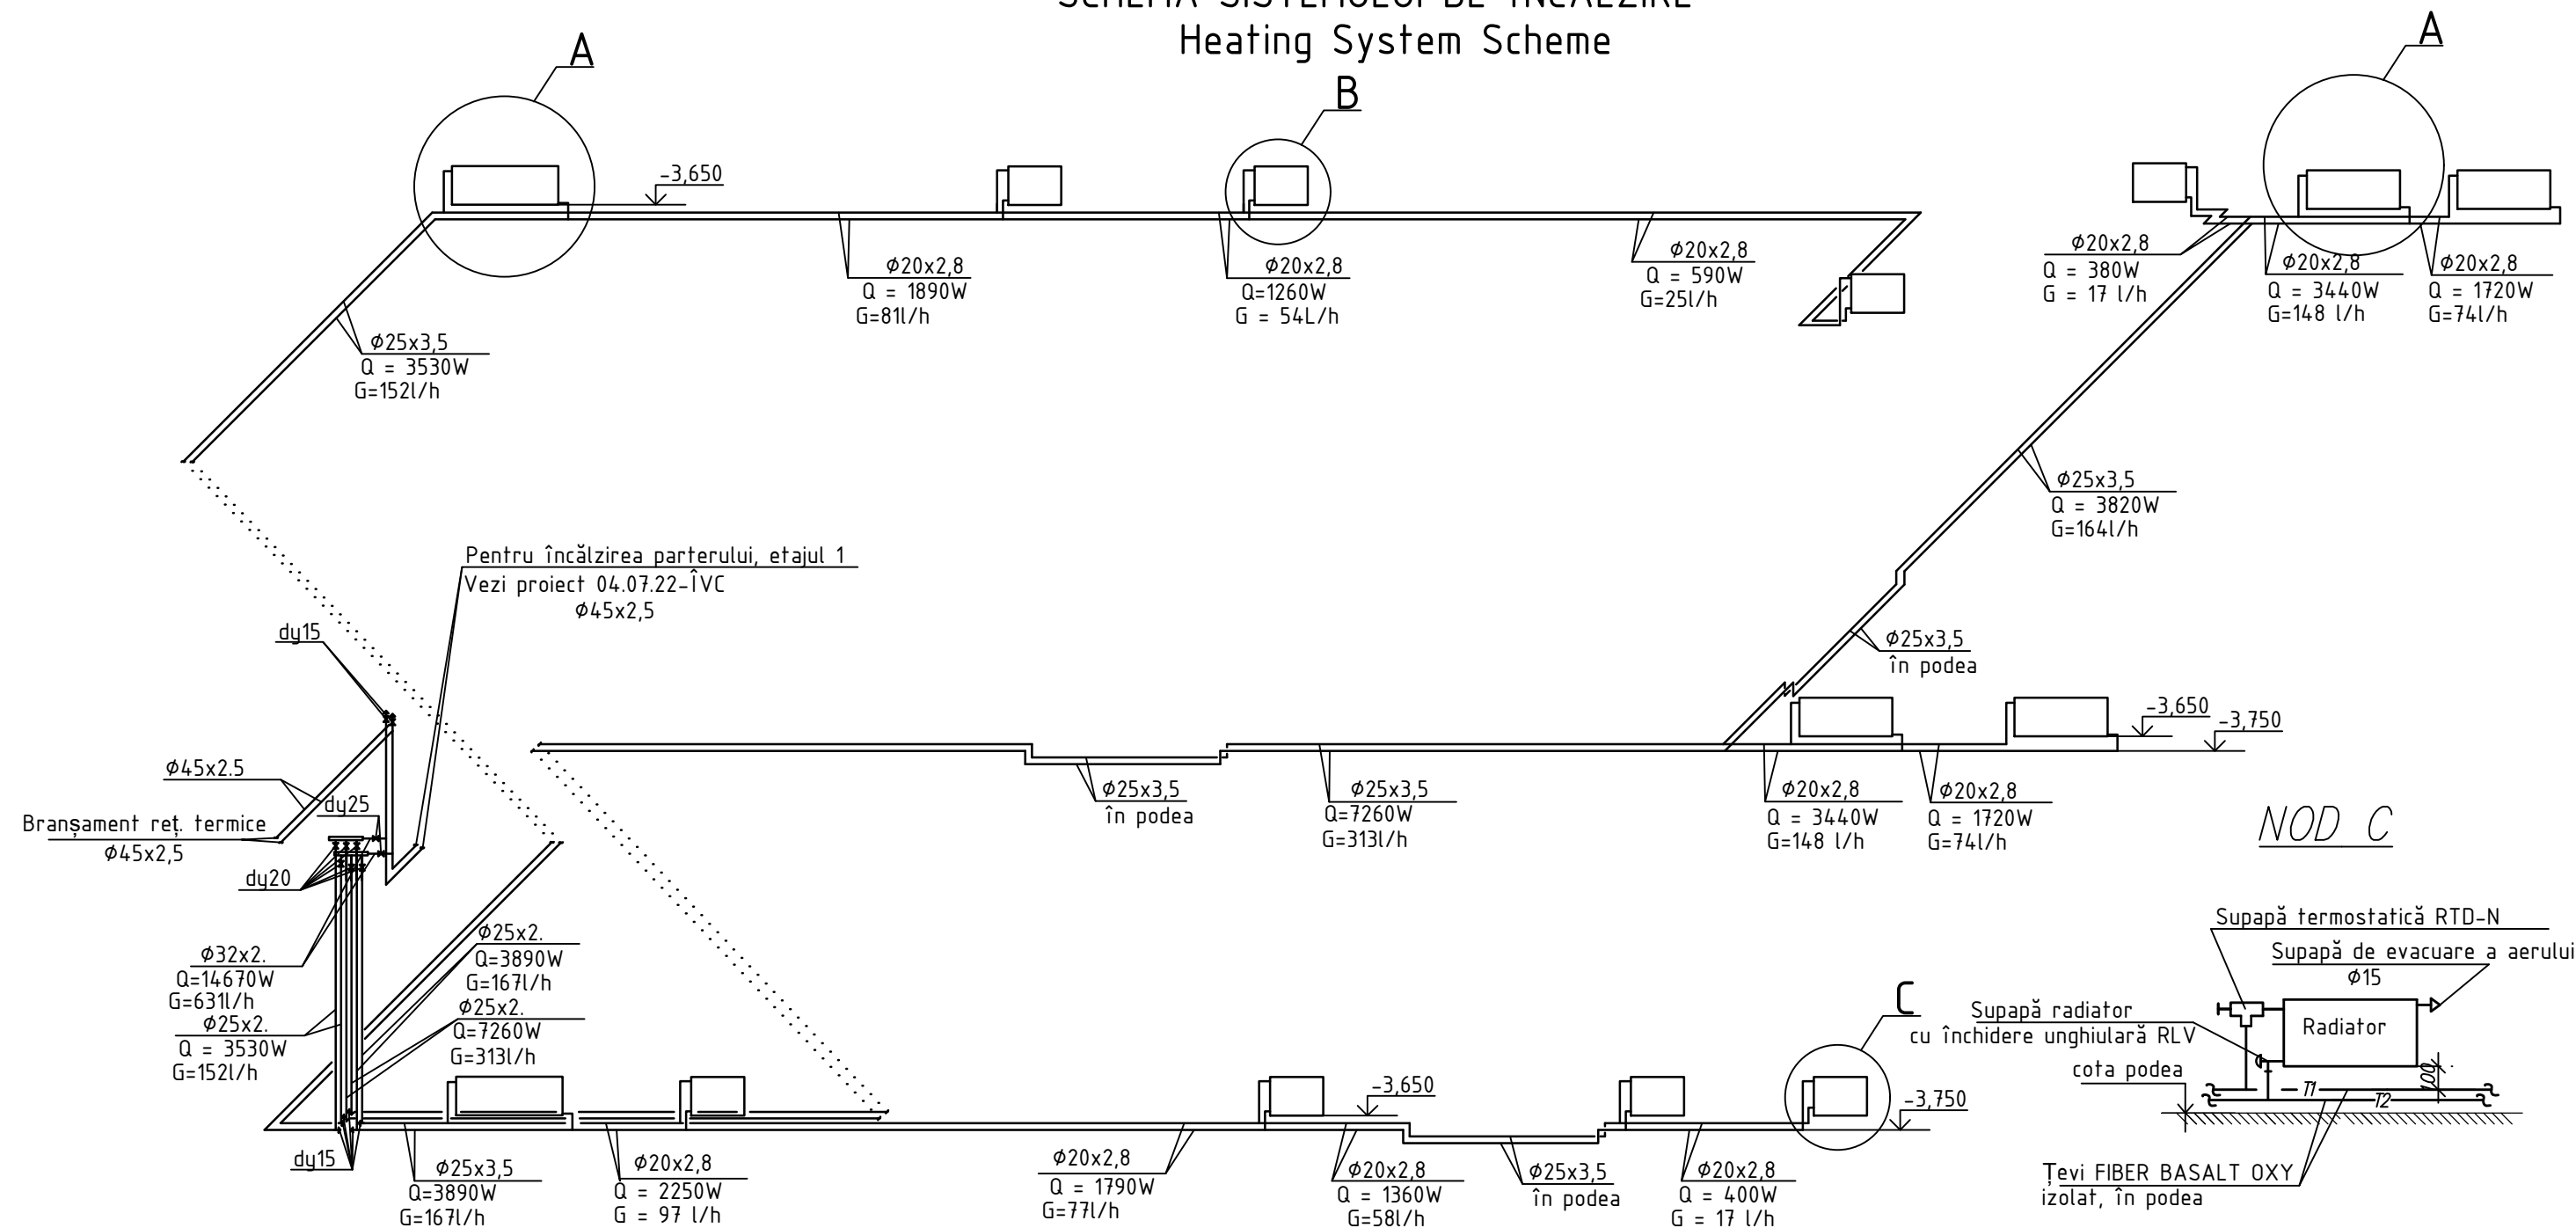 SCHEMA SISTEMULUI DE ÎNCĂLZIRE
Heating System Scheme
A
B
A
-3,650
ϕ20x2,8
Q = 1890W
G=81l/h
ϕ20x2,8
Q=1260W
G = 54L/h
ϕ20x2,8
Q = 590W
G=25l/h
ϕ20x2,8
Q = 380W
G = 17 l/h
ϕ20x2,8
Q = 3440W
G=148 l/h
ϕ20x2,8
Q = 1720W
G=74l/h
ϕ25x3,5
Q = 3530W
G=152l/h
ϕ25x3,5
Q = 3820W
G=164l/h
Pentru încălzirea parterului, etajul 1
Vezi proiect 04.07.22-ÎVC
ϕ45x2,5
dy15
ϕ25x3,5
în podea
-3,650
-3,750
ϕ45x2.5
dy25
Branșament reț. termice
ϕ45x2,5
dy20
ϕ25x3,5
în podea
ϕ25x3,5
Q=7260W
G=313l/h
ϕ20x2,8
Q = 3440W
G=148 l/h
ϕ20x2,8
Q = 1720W
G=74l/h
NOD C
ϕ32x2.
Q=14670W
G=631l/h
ϕ25x2.
Q = 3530W
G=152l/h
ϕ25x2.
Q=3890W
G=167l/h
ϕ25x2.
Q=7260W
G=313l/h
Supapă termostatică RTD-N
Supapă de evacuare a aerului
ϕ15
Supapă radiator
cu închidere unghiulară RLV
Radiator
cota podea
100
T1
T2
Țevi FIBER BASALT OXY
izolat, în podea
C
-3,650
-3,750
dy15
ϕ25x3,5
Q=3890W
G=167l/h
ϕ20x2,8
Q = 2250W
G = 97 l/h
ϕ20x2,8
Q = 1790W
G=77l/h
ϕ20x2,8
Q = 1360W
G=58l/h
ϕ25x3,5
în podea
ϕ20x2,8
Q = 400W
G = 17 l/h